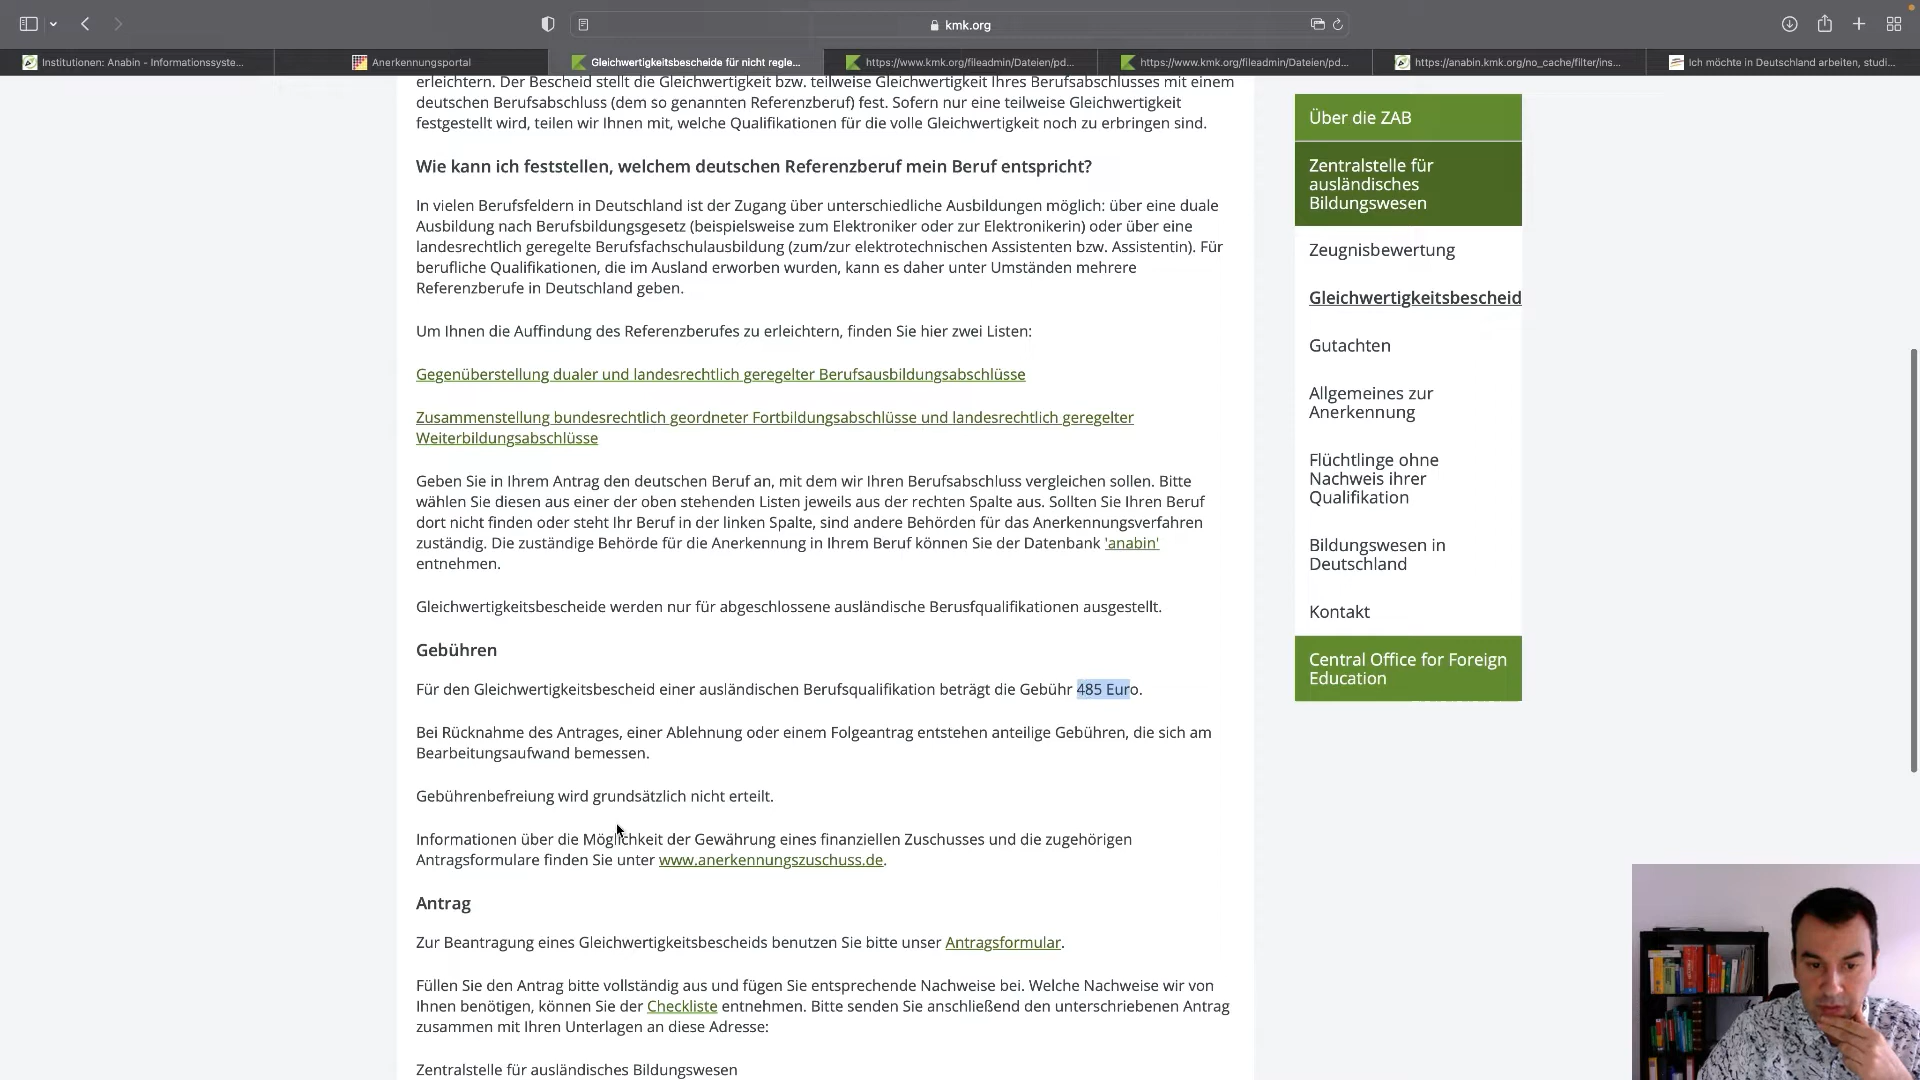 kmk.org
Institutionen: Anabin - Informationssyste...
Anerkennungsportal
Gleichwertigkeitsbescheide für nicht regle...
https://www.kmk.org/fileadmin/Dateien/pd...
https://www.kmk.org/fileadmin/Dateien/pd...
https://anabin.kmk.org/no_cache/filter/ins...
Ich möchte in Deutschland arbeiten, studi...
erleichtern. Der Bescheid stellt die Gleichwertigkeit bzw. teilweise Gleichwertigkeit Ihres Berufsabschlusses mit einem
deutschen Berufsabschluss (dem so genannten Referenzberuf) fest. Sofern nur eine teilweise Gleichwertigkeit
festgestellt wird, teilen wir Ihnen mit, welche Qualifikationen für die volle Gleichwertigkeit noch zu erbringen sind.
Wie kann ich feststellen, welchem deutschen Referenzberuf mein Beruf entspricht?
In vielen Berufsfeldern in Deutschland ist der Zugang über unterschiedliche Ausbildungen möglich: über eine duale
Ausbildung nach Berufsbildungsgesetz (beispielsweise zum Elektroniker oder zur Elektronikerin) oder über eine
landesrechtlich geregelte Berufsfachschulausbildung (zum/zur elektrotechnischen Assistenten bzw. Assistentin). Für
berufliche Qualifikationen, die im Ausland erworben wurden, kann es daher unter Umständen mehrere
Referenzberufe in Deutschland geben.
Um Ihnen die Auffindung des Referenzberufes zu erleichtern, finden Sie hier zwei Listen:
Gegenüberstellung dualer und landesrechtlich geregelter Berufsausbildungsabschlüsse
Zusammenstellung bundesrechtlich geordneter Fortbildungsabschlüsse und landesrechtlich geregelter
Weiterbildungsabschlüsse
Geben Sie in Ihrem Antrag den deutschen Beruf an, mit dem wir Ihren Berufsabschluss vergleichen sollen. Bitte
wählen Sie diesen aus einer der oben stehenden Listen jeweils aus der rechten Spalte aus. Sollten Sie Ihren Beruf
dort nicht finden oder steht Ihr Beruf in der linken Spalte, sind andere Behörden für das Anerkennungsverfahren
zuständig. Die zuständige Behörde für die Anerkennung in Ihrem Beruf können Sie der Datenbank 'anabin'
entnehmen.
Gleichwertigkeitsbescheide werden nur für abgeschlossene ausländische Berusfqualifikationen ausgestellt.
Gebühren
Für den Gleichwertigkeitsbescheid einer ausländischen Berufsqualifikation beträgt die Gebühr 485 Euro.
Bei Rücknahme des Antrages, einer Ablehnung oder einem Folgeantrag entstehen anteilige Gebühren, die sich am
Bearbeitungsaufwand bemessen.
Gebührenbefreiung wird grundsätzlich nicht erteilt.
Informationen über die Möglichkeit der Gewährung eines finanziellen Zuschusses und die zugehörigen
Antragsformulare finden Sie unter www.anerkennungszuschuss.de.
Antrag
Zur Beantragung eines Gleichwertigkeitsbescheids benutzen Sie bitte unser Antragsformular.
Füllen Sie den Antrag bitte vollständig aus und fügen Sie entsprechende Nachweise bei. Welche Nachweise wir von
Ihnen benötigen, können Sie der Checkliste entnehmen. Bitte senden Sie anschließend den unterschriebenen Antrag
zusammen mit Ihren Unterlagen an diese Adresse:
Zentralstelle für ausländisches Bildungswesen
Über die ZAB
Zentralstelle für
ausländisches
Bildungswesen
Zeugnisbewertung
Gleichwertigkeitsbescheid
Gutachten
Allgemeines zur
Anerkennung
Flüchtlinge ohne
Nachweis ihrer
Qualifikation
Bildungswesen in
Deutschland
Kontakt
Central Office for Foreign
Education